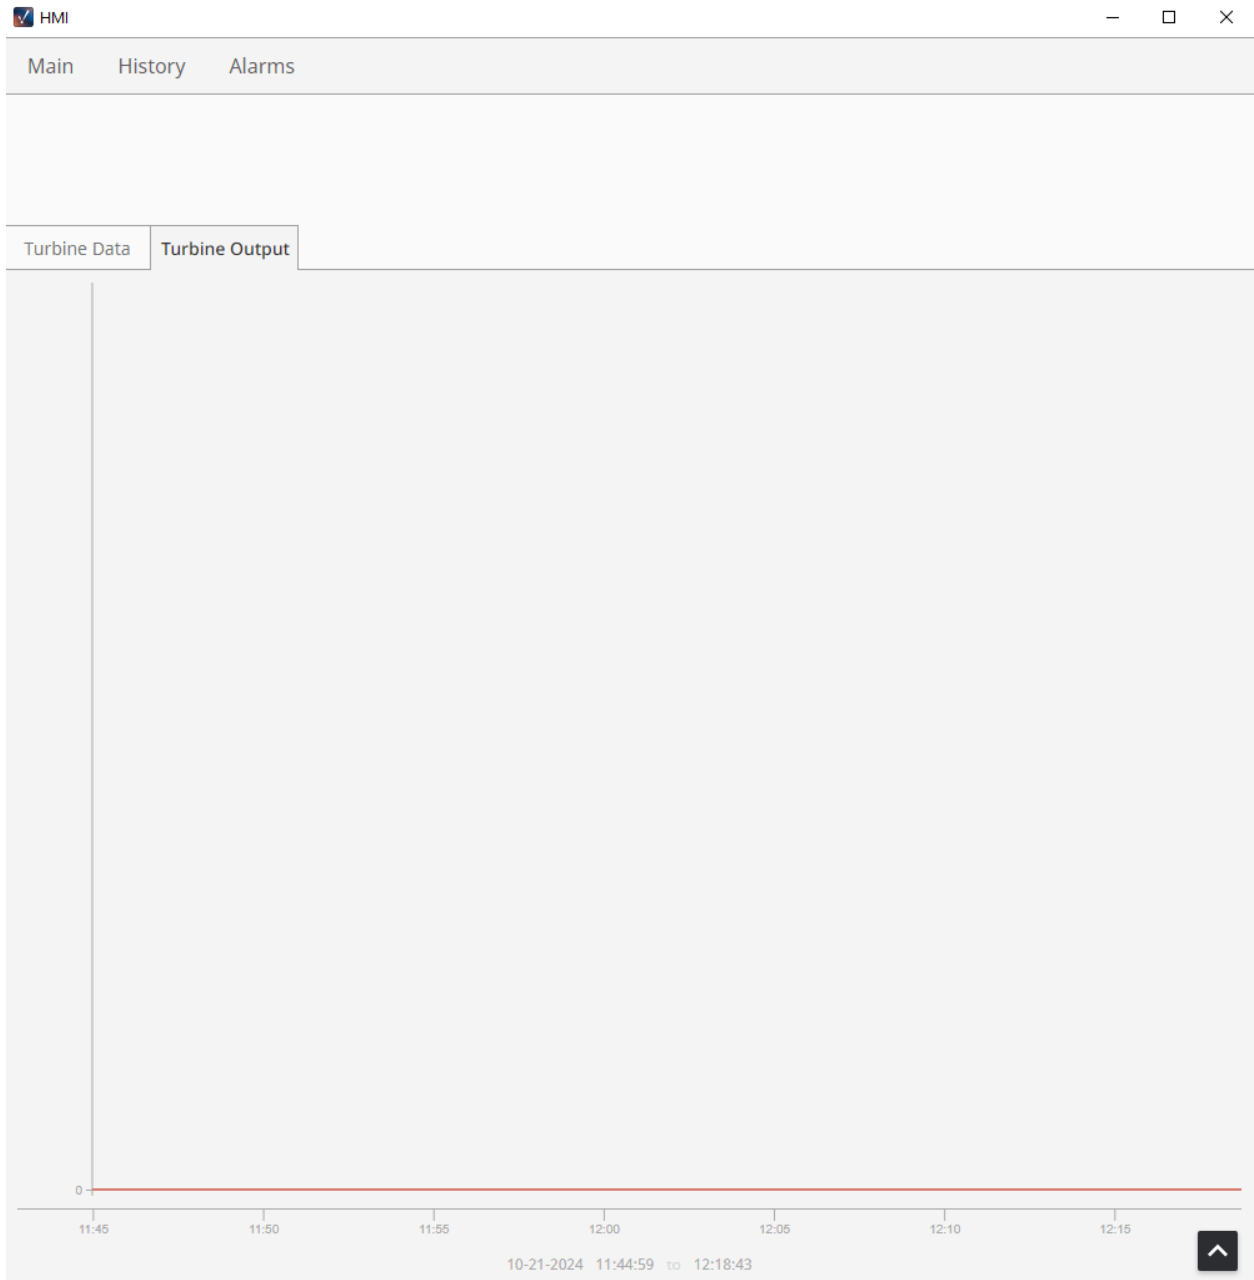 HMI
Main History Alarms
Turbine Data Turbine Output
0
11:45 11:50 11:55 12:00 12:05 12:10 12:15
10-21-2024 11:44:59 to 12:18:43